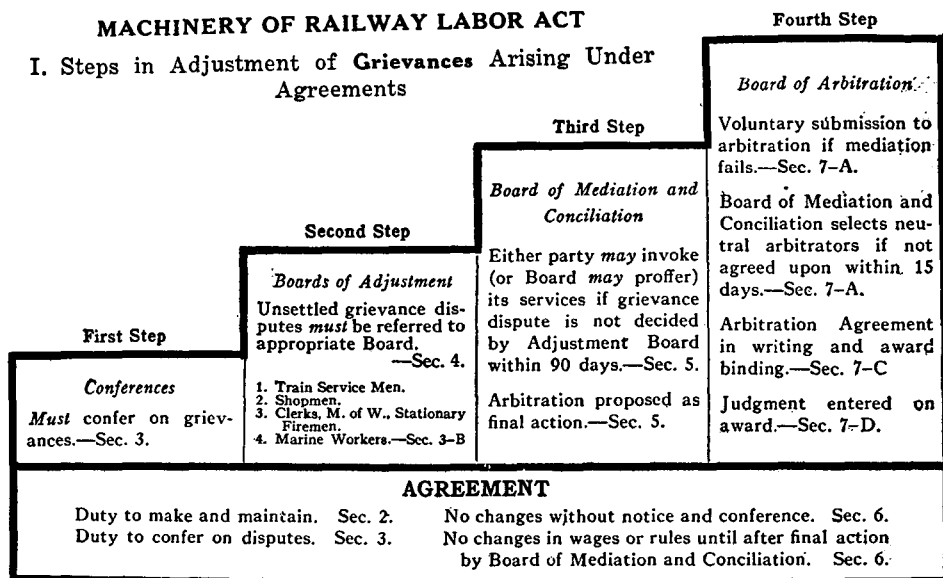 MACHINERY OF RAILWAY LABOR ACT
I. Steps in Adjustment of Grievances Arising Under
Agreements
First Step
Conferences
Must confer on griev-
ances.—Sec. 3.
Second Step
Boards of Adjustment
Unsettled grievance dis-
putes must be referred to
appropriate Board.
—Sec. 4.
1. Train Service Men.
2. Shopmen.
3. Clerks, M. of W., Stationary
Firemen.
4. Marine Workers.—Sec. 3-B
Third Step
Board of Mediation and
Conciliation
Either party may invoke
(or Board may proffer)
its services if grievance
dispute is not decided
by Adjustment Board
within 90 days.—Sec. 5.
Arbitration proposed as
final action.—Sec. 5.
Fourth Step
Board of Arbitration
Voluntary submission to
arbitration if mediation
fails.—Sec. 7-A.
Board of Mediation and
Conciliation selects neu-
tral arbitrators if not
agreed upon within 15
days.—Sec. 7-A.
Arbitration Agreement
in writing and award
binding.—Sec. 7-C
Judgment entered on
award.—Sec. 7-D.
AGREEMENT
Duty to make and maintain. Sec. 2.
Duty to confer on disputes. Sec. 3.
No changes without notice and conference. Sec. 6.
No changes in wages or rules until after final action
by Board of Mediation and Conciliation. Sec. 6.